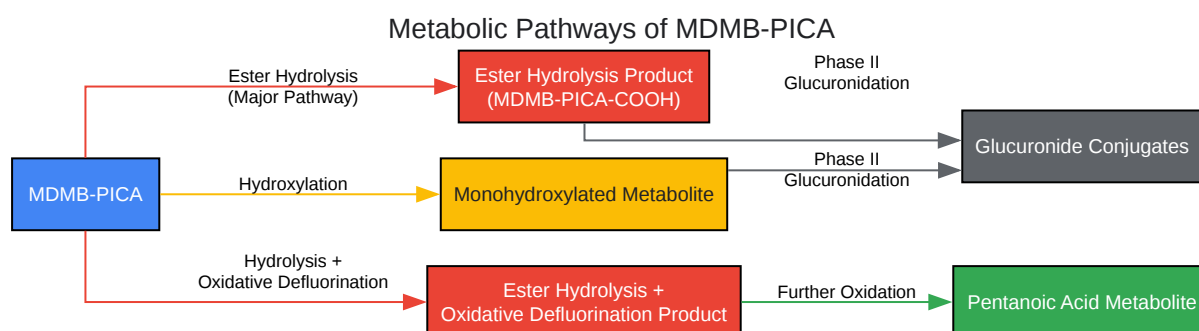 Metabolic Pathways of MDMB-PICA
Ester Hydrolysis
(Major Pathway)
Ester Hydrolysis Product
(MDMB-PICA-COOH)
Phase II
Glucuronidation
Glucuronide Conjugates
MDMB-PICA
Hydroxylation
Monohydroxylated Metabolite
Phase II
Glucuronidation
Hydrolysis +
Oxidative Defluorination
Ester Hydrolysis +
Oxidative Defluorination Product
Further Oxidation
Pentanoic Acid Metabolite